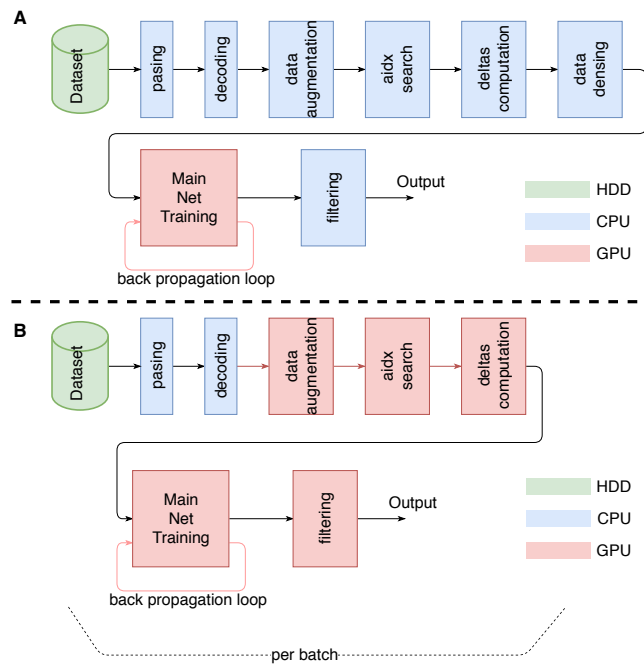 A
Dataset
pasing
decoding
data
augmentation
aidx
search
deltas
computation
data
densing
Main
Net
Training
filtering
Output
back propagation loop
HDD
CPU
GPU
B
Dataset
pasing
decoding
data
augmentation
aidx
search
deltas
computation
Main
Net
Training
filtering
Output
back propagation loop
HDD
CPU
GPU
per batch